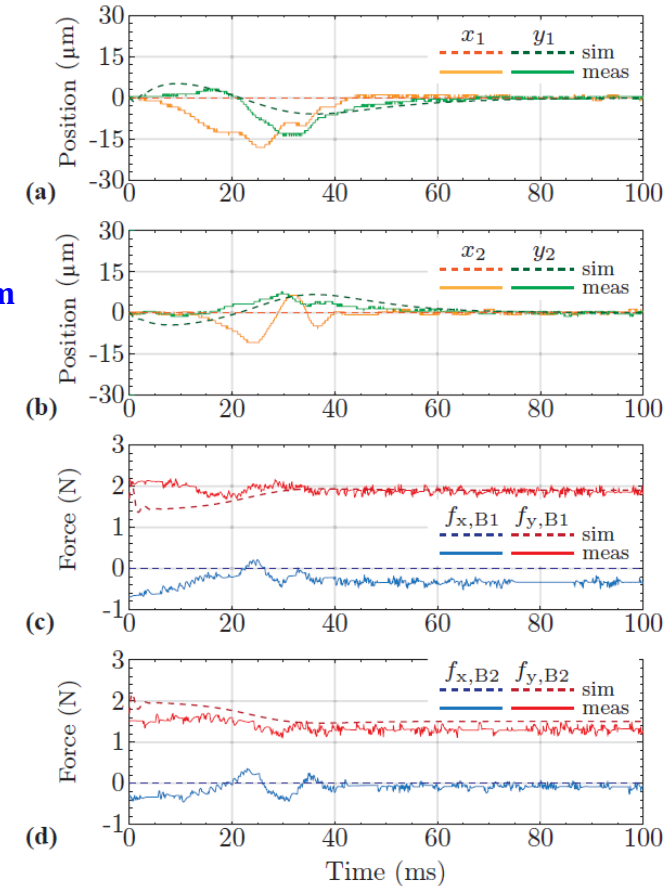 30
15
0
-15
-30
Position (μm)
x1 y1
sim
meas
0 20 40 60 80 100
(a)
m
30
15
0
-15
-30
Position (μm)
x2 y2
sim
meas
0 20 40 60 80 100
(b)
3
2
1
0
-1
Force (N)
fx,B1 fy,B1
sim
meas
0 20 40 60 80 100
(c)
3
2
1
0
-1
Force (N)
fx,B2 fy,B2
sim
meas
0 20 40 60 80 100
(d)
Time (ms)